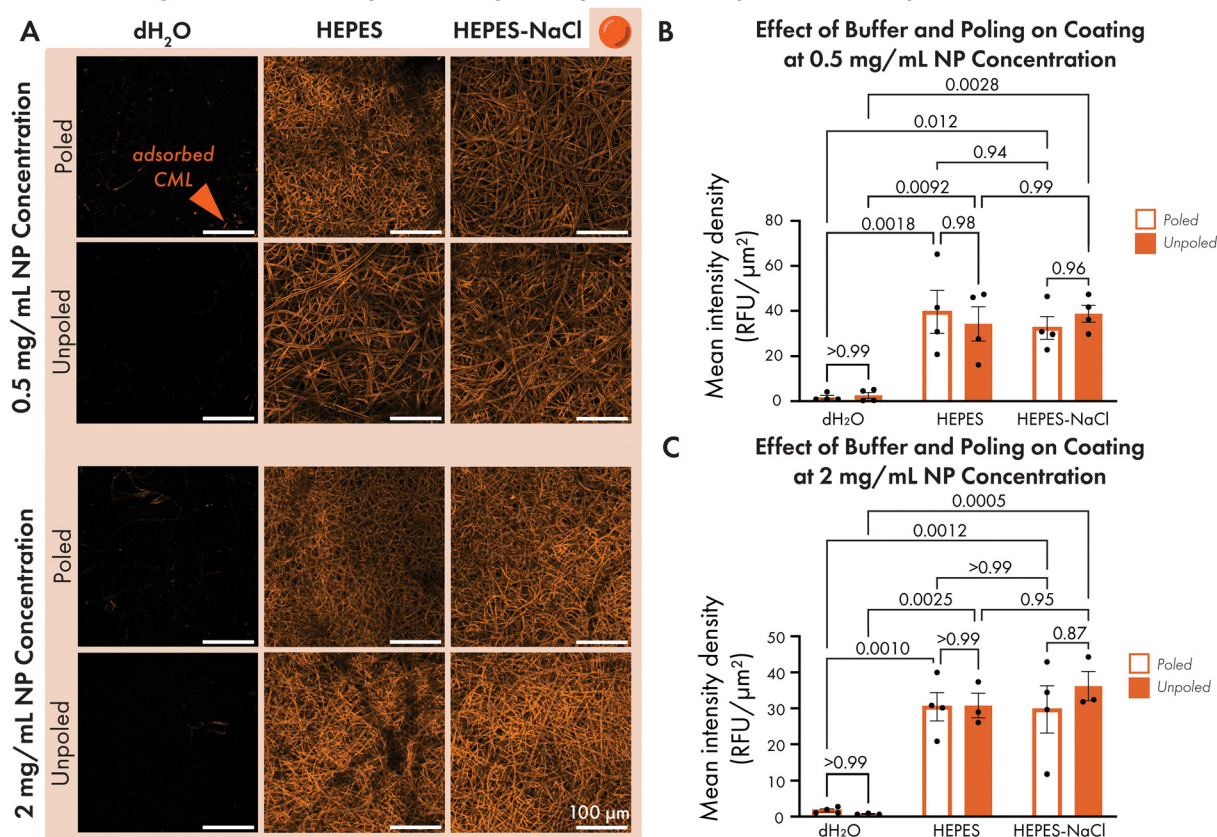 A
dH₂O
HEPES
HEPES-NaCl
0.5 mg/mL NP Concentration
Poled
adsorbed
CML
Unpoled
2 mg/mL NP Concentration
Poled
Unpoled
100 µm
B
Effect of Buffer and Poling on Coating
at 0.5 mg/mL NP Concentration
0.0028
0.012
0.94
0.0092
0.99
0.0018
0.98
0.96
>0.99
Mean intensity density
(RFU/µm²)
80
60
40
20
0
dH₂O
HEPES
HEPES-NaCl
Poled
Unpoled
C
Effect of Buffer and Poling on Coating
at 2 mg/mL NP Concentration
0.0005
0.0012
>0.99
0.0025
0.95
0.0010
>0.99
0.87
>0.99
Mean intensity density
(RFU/µm²)
50
40
30
20
10
0
dH₂O
HEPES
HEPES-NaCl
Poled
Unpoled